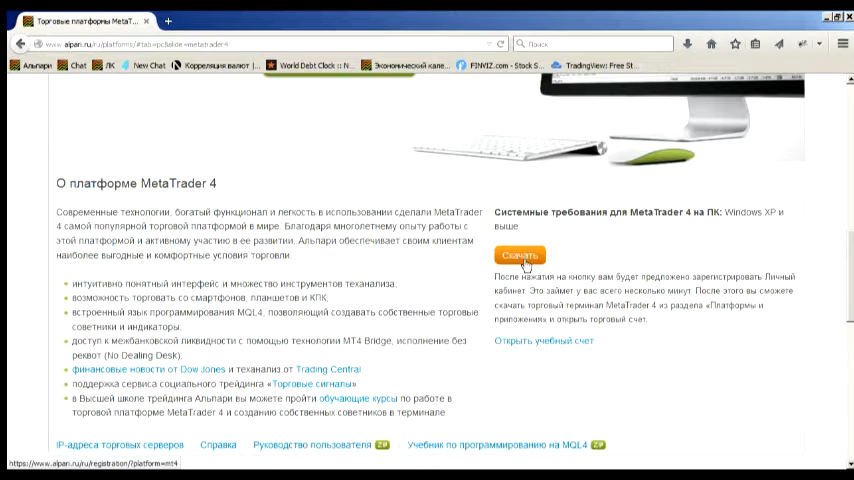 Торговые платформы MetaT...
www.alpari.ru/ru/platforms/#tab=pc&slide=metatrader4
Поиск
Альпари Chat ЛК New Chat Корреляция валют |... World Debt Clock :: N... Экономический кале... FINVIZ.com - Stock S... TradingView: Free St...
О платформе MetaTrader 4
Современные технологии, богатый функционал и легкость в использовании сделали MetaTrader
4 самой популярной торговой платформой в мире. Благодаря многолетнему опыту работы с
этой платформой и активному участию в ее развитии, Альпари обеспечивает своим клиентам
наиболее выгодные и комфортные условия торговли.
интуитивно понятный интерфейс и множество инструментов теханализа;
возможность торговать со смартфонов, планшетов и КПК;
встроенный язык программирования MQL4, позволяющий создавать собственные торговые
советники и индикаторы;
доступ к межбанковской ликвидности с помощью технологии MT4 Bridge, исполнение без
реквот (No Dealing Desk);
финансовые новости от Dow Jones и теханализ от Trading Central
поддержка сервиса социального трейдинга «Торговые сигналы»
в Высшей школе трейдинга Альпари вы можете пройти обучающие курсы по работе в
торговой платформе MetaTrader 4 и созданию собственных советников в терминале.
Системные требования для MetaTrader 4 на ПК: Windows XP и
выше
Скачать
После нажатия на кнопку вам будет предложено зарегистрировать Личный
кабинет. Это займет у вас всего несколько минут. После этого вы сможете
скачать торговый терминал MetaTrader 4 из раздела «Платформы и
приложения» и открыть торговый счет.
Открыть учебный счет
IP-адреса торговых серверов Справка Руководство пользователя ZIP Учебник по программированию на MQL4 ZIP
https://www.alpari.ru/ru/registration/?platform=mt4